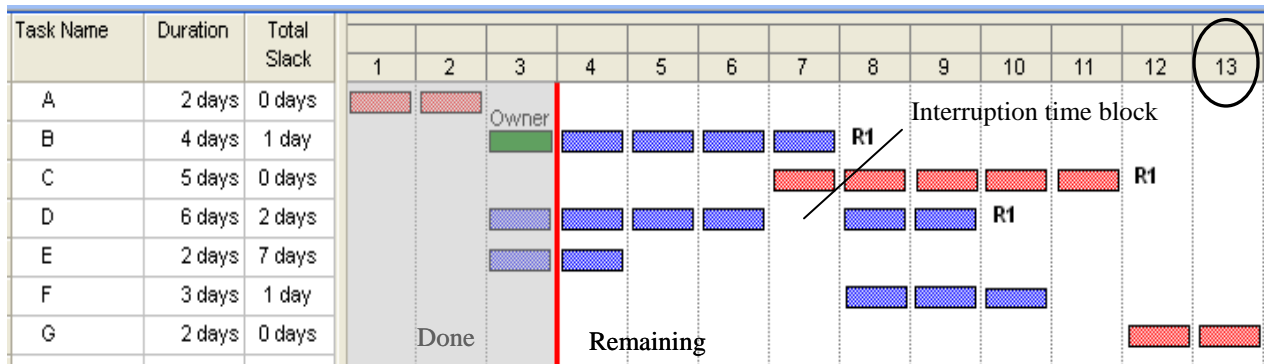 Task Name Duration Total Slack
1 2 3 4 5 6 7 8 9 10 11 12 13
A 2 days 0 days
Owner Interruption time block
B 4 days 1 day R1
C 5 days 0 days R1
D 6 days 2 days R1
E 2 days 7 days
F 3 days 1 day
G 2 days 0 days Done Remaining